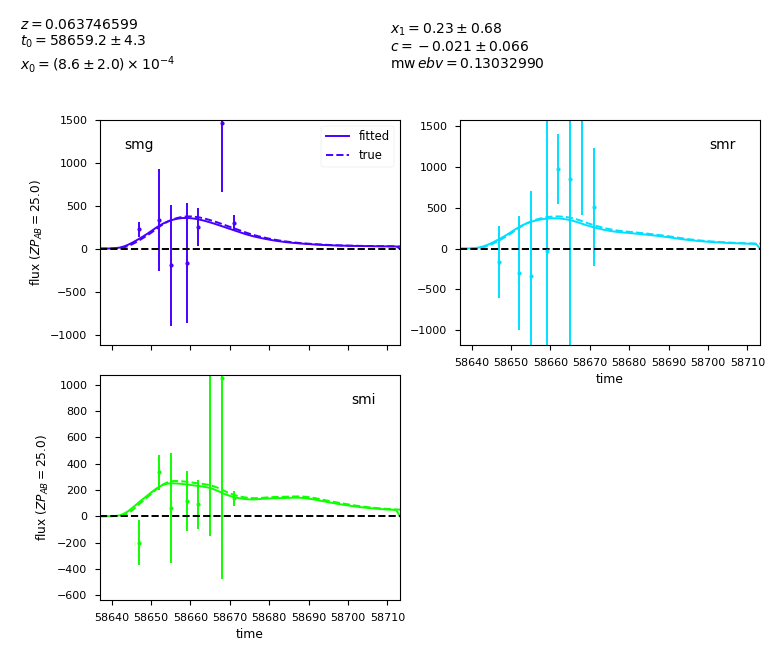 z = 0.063746599
t₀ = 58659.2 ± 4.3
x₀ = (8.6 ± 2.0) × 10⁻⁴
x₁ = 0.23 ± 0.68
c = −0.021 ± 0.066
mw ebv = 0.13032990
smg
fitted
true
1500
1000
500
0
−500
−1000
flux (ZP_AB = 25.0)
smr
1500
1000
500
0
−500
−1000
58640 58650 58660 58670 58680 58690 58700 58710
time
smi
1000
800
600
400
200
0
−200
−400
−600
flux (ZP_AB = 25.0)
58640 58650 58660 58670 58680 58690 58700 58710
time